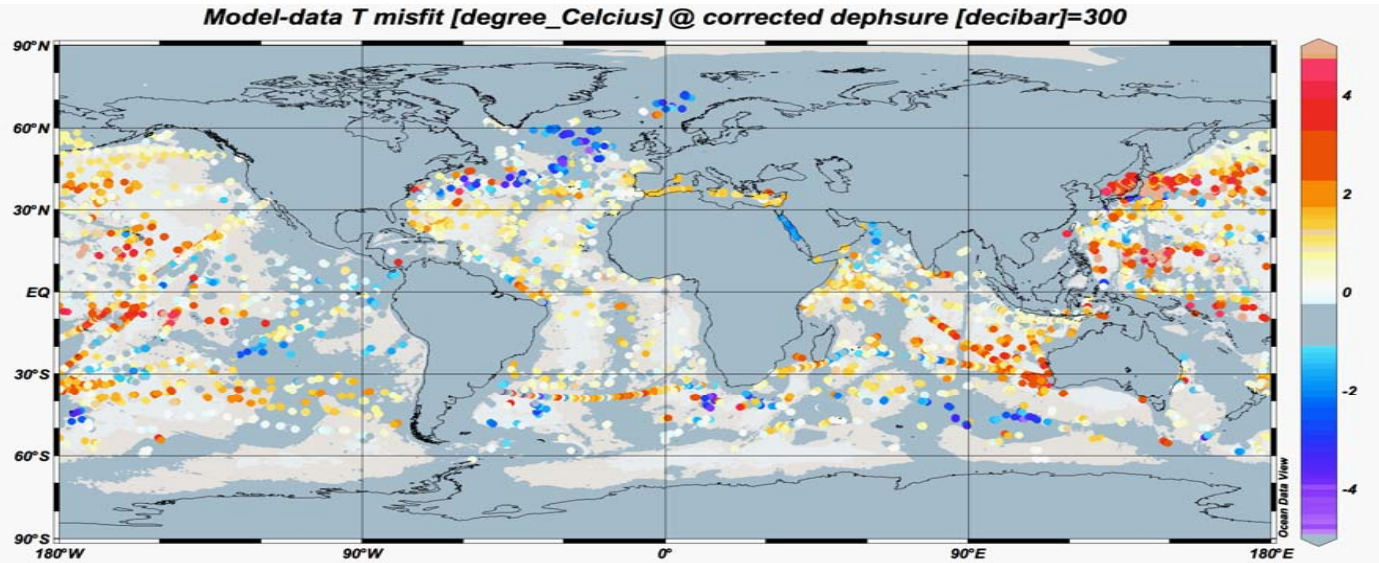 Model-data T misfit [degree_Celcius] @ corrected dephsure [decibar]=300
90°N
60°N
30°N
EQ
30°S
60°S
90°S
180°W
90°W
0°
90°E
180°E
4
2
0
-2
-4
Ocean Data View